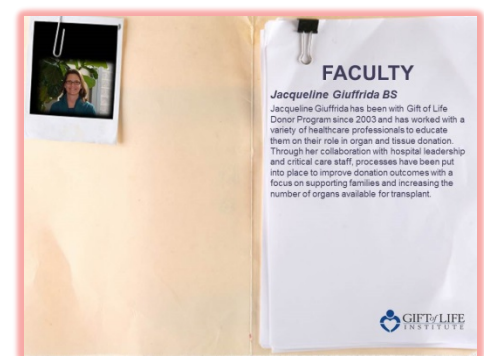 FACULTY
Jacqueline Giuffrida BS
Jacqueline Giuffrida has been with Gift of Life
Donor Program since 2003 and has worked with a
variety of healthcare professionals to educate
them on their role in organ and tissue donation.
Through her collaboration with hospital leadership
and critical care staff, processes have been put
into place to improve donation outcomes with a
focus on supporting families and increasing the
number of organs available for transplant.
GIFT of LIFE
INSTITUTE